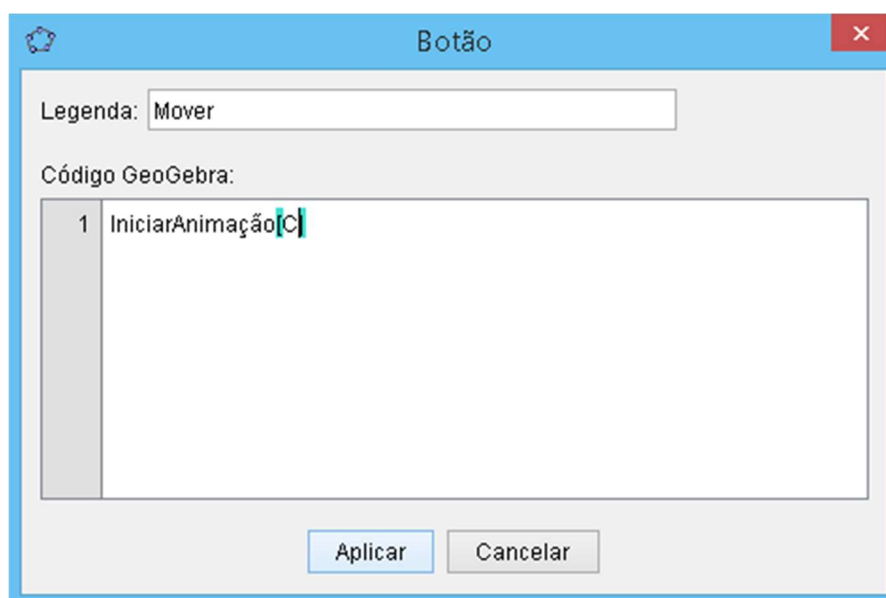 Botão
Legenda: Mover
Código GeoGebra:
1 IniciarAnimação[C]
Aplicar Cancelar